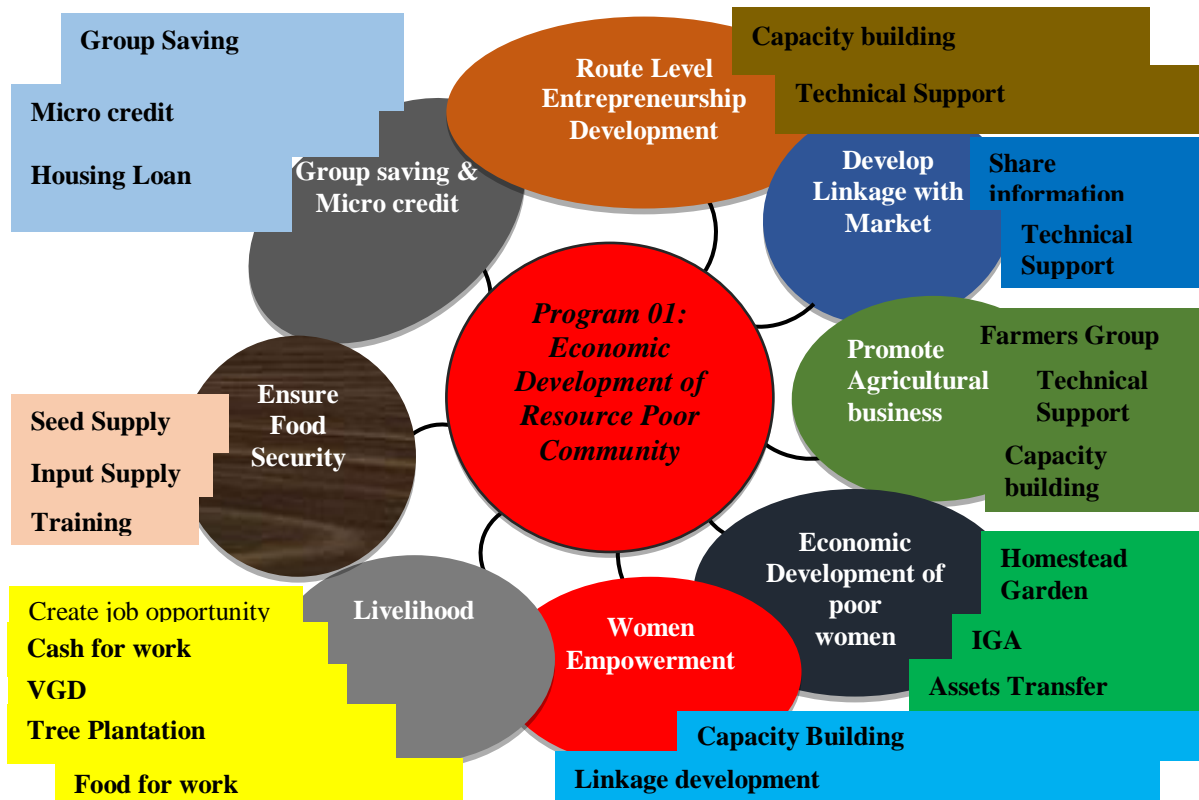 Group Saving
Micro credit
Housing Loan
Group saving &
Micro credit
Route Level
Entrepreneurship
Development
Capacity building
Technical Support
Develop
Linkage with
Market
Share
information
Technical
Support
Program 01:
Economic
Development of
Resource Poor
Community
Promote
Agricultural
business
Farmers Group
Technical
Support
Capacity
building
Ensure
Food
Security
Seed Supply
Input Supply
Training
Economic
Development of
poor
women
Homestead
Garden
IGA
Assets Transfer
Livelihood
Create job opportunity
Cash for work
VGD
Tree Plantation
Food for work
Women
Empowerment
Capacity Building
Linkage development